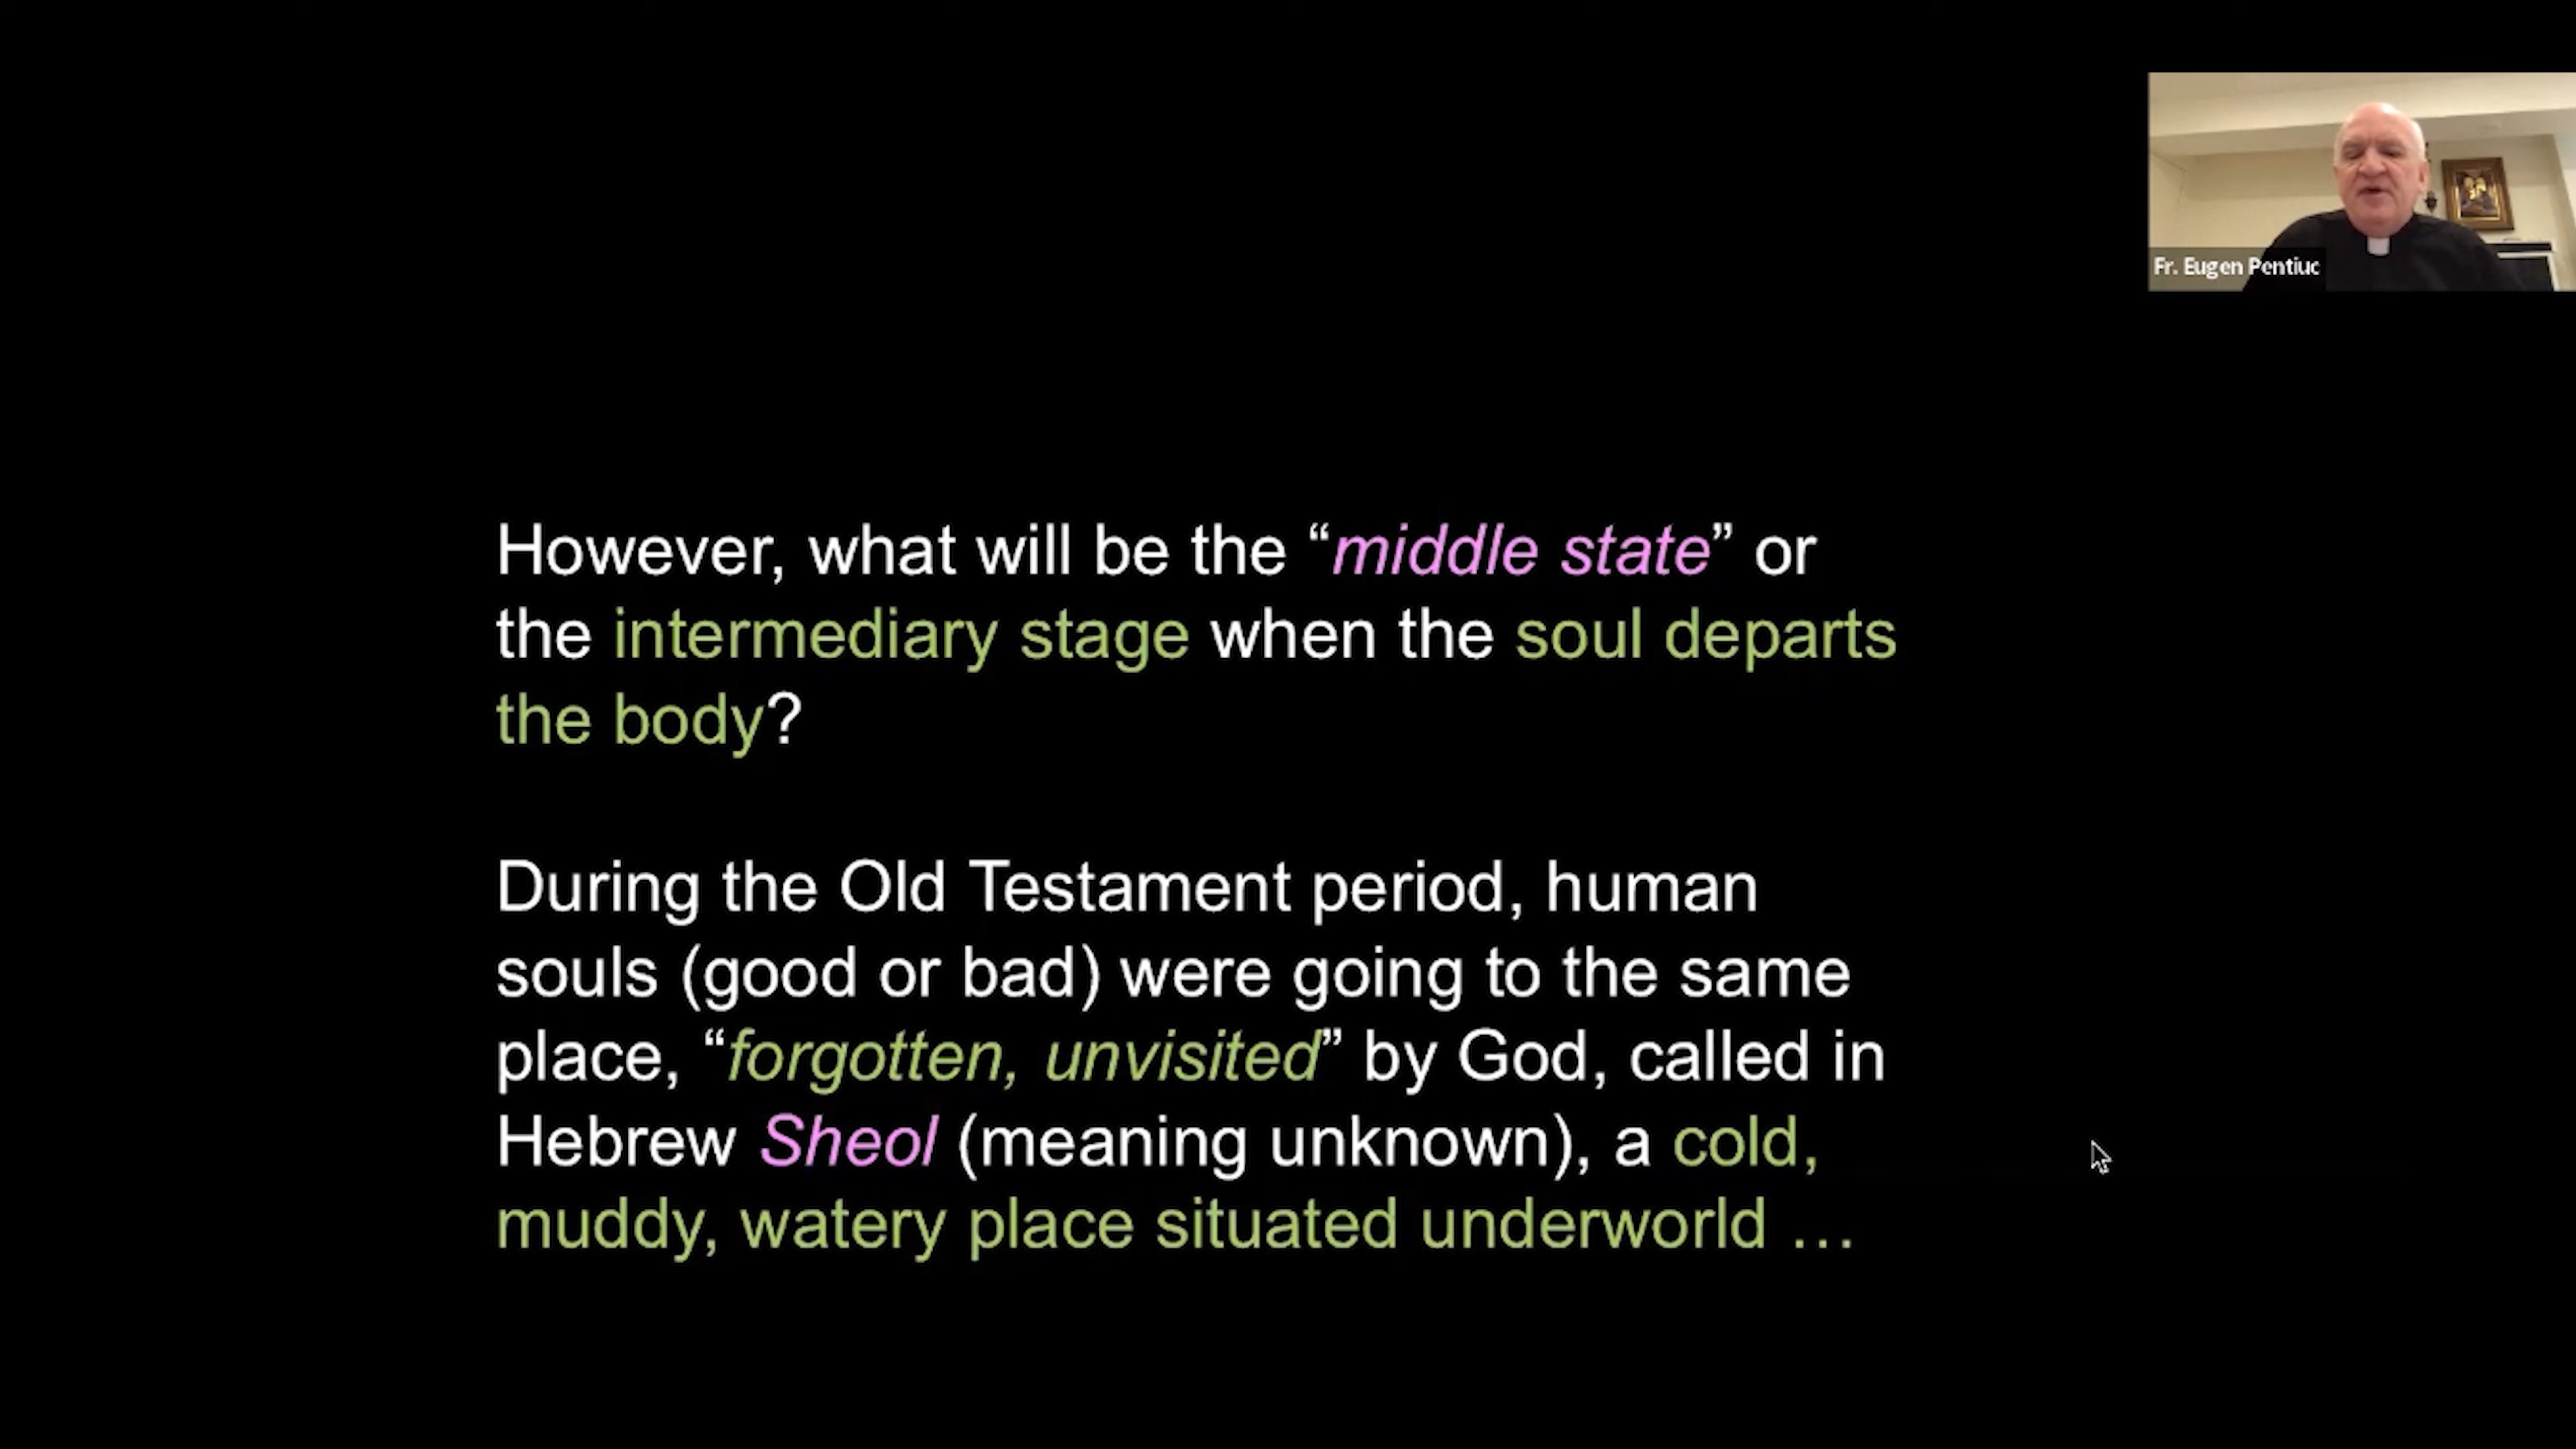 Fr. Eugen Pentiuc
However, what will be the “middle state” or
the intermediary stage when the soul departs
the body?
During the Old Testament period, human
souls (good or bad) were going to the same
place, “forgotten, unvisited” by God, called in
Hebrew Sheol (meaning unknown), a cold,
muddy, watery place situated underworld …